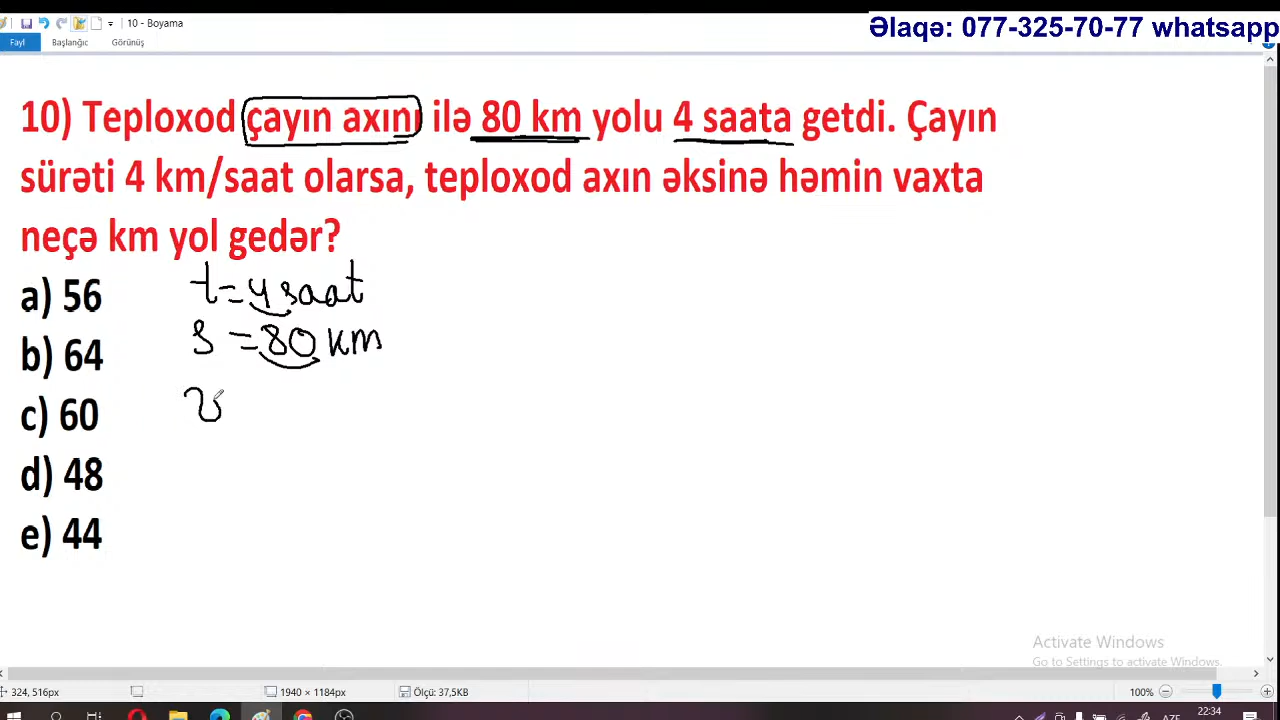 10 - Boyama
Əlaqə: 077-325-70-77 whatsapp
Fayl Başlanğıc Görünüş
10) Teploxod çayın axını ilə 80 km yolu 4 saata getdi. Çayın
sürəti 4 km/saat olarsa, teploxod axın əksinə həmin vaxta
neçə km yol gedər?
a) 56
t=4 saat
s =80 km
b) 64
c) 60
v
d) 48
e) 44
Activate Windows
Go to Settings to activate Windows.
324, 516px
1940 × 1184px
Ölçü: 37,5KB
100%
AZE
22:34